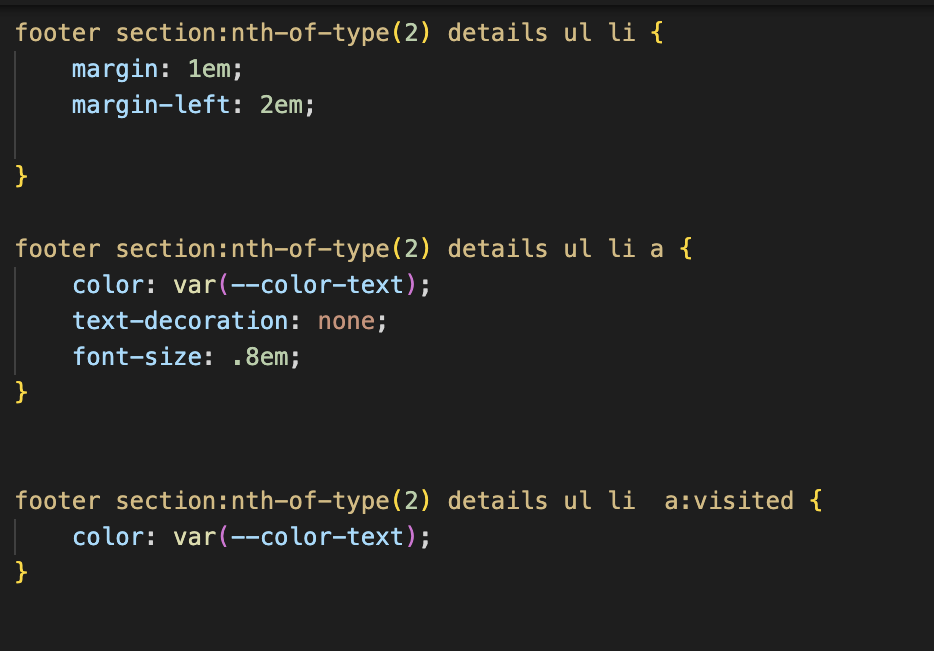 footer section:nth-of-type(2) details ul li {
    margin: 1em;
    margin-left: 2em;
}
footer section:nth-of-type(2) details ul li a {
    color: var(--color-text);
    text-decoration: none;
    font-size: .8em;
}
footer section:nth-of-type(2) details ul li  a:visited {
    color: var(--color-text);
}